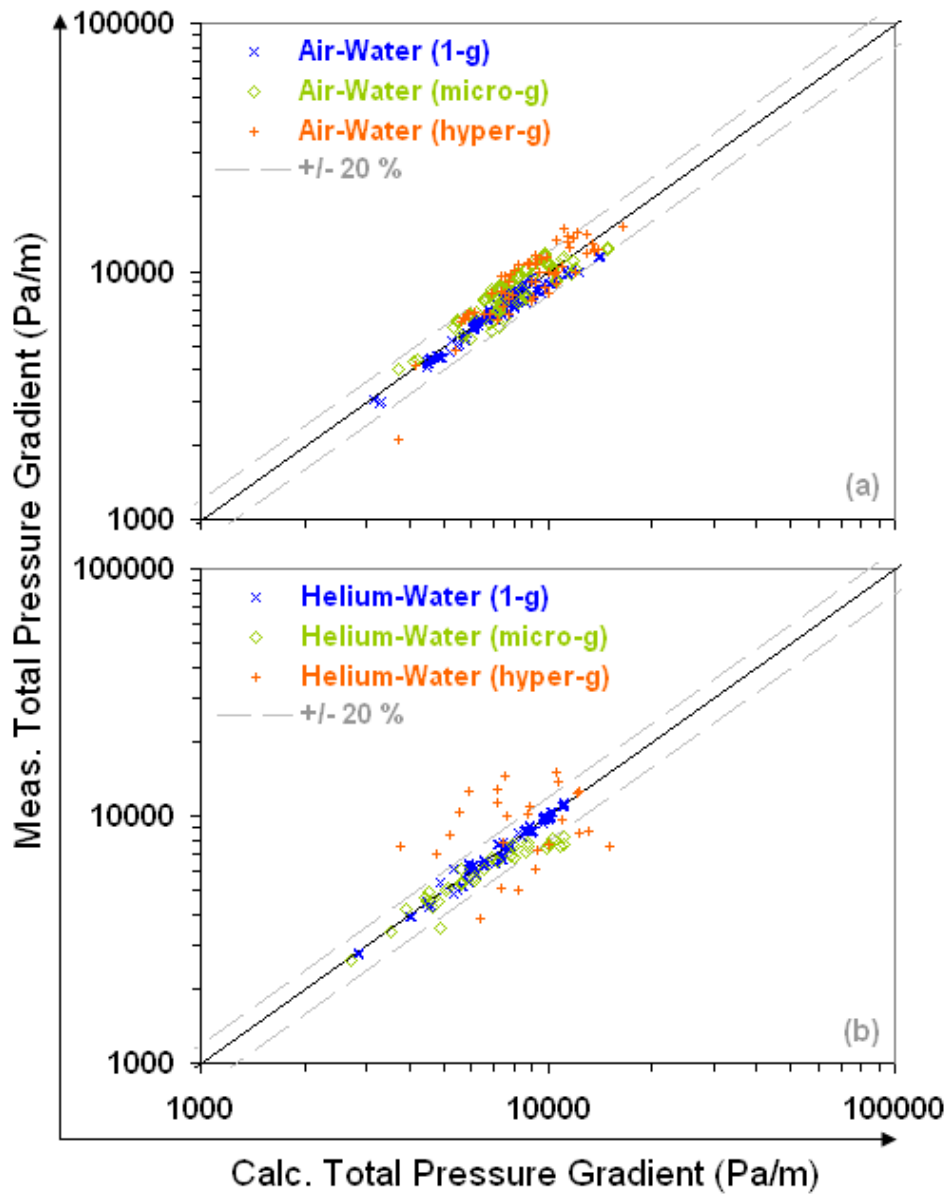 100000
Air-Water (1-g)
Air-Water (micro-g)
Air-Water (hyper-g)
+/- 20 %
10000
(a)
1000
100000
Helium-Water (1-g)
Helium-Water (micro-g)
Helium-Water (hyper-g)
+/- 20 %
10000
(b)
1000
1000 10000 100000
Meas. Total Pressure Gradient (Pa/m)
Calc. Total Pressure Gradient (Pa/m)